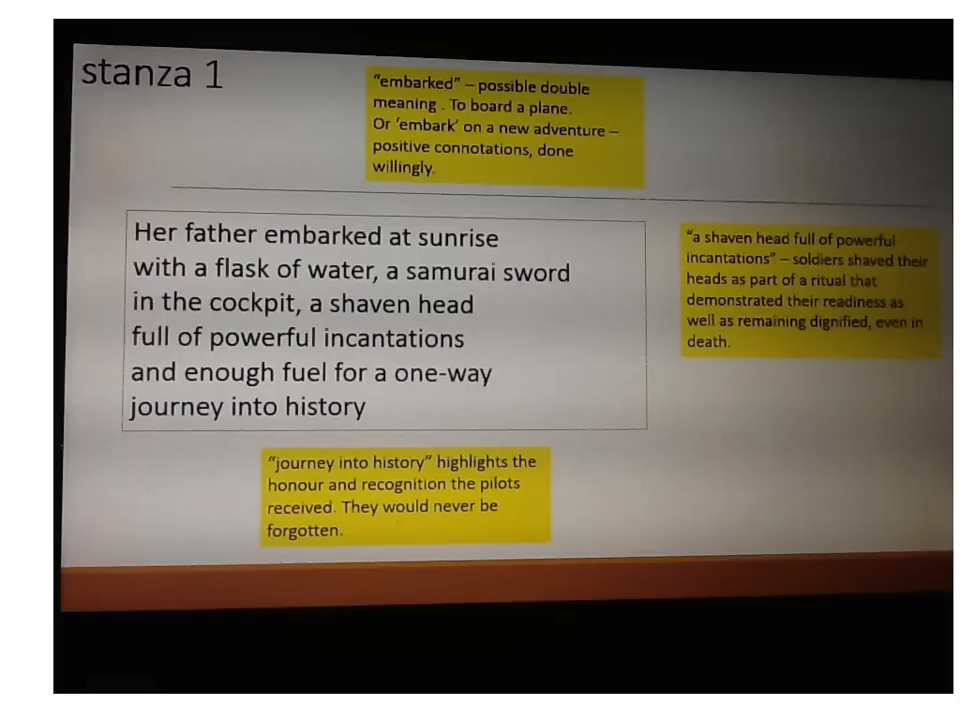 stanza 1
"embarked" – possible double
meaning . To board a plane.
Or 'embark' on a new adventure –
positive connotations, done
willingly.
Her father embarked at sunrise
with a flask of water, a samurai sword
in the cockpit, a shaven head
full of powerful incantations
and enough fuel for a one-way
journey into history
"a shaven head full of powerful
incantations" – soldiers shaved their
heads as part of a ritual that
demonstrated their readiness as
well as remaining dignified, even in
death.
"journey into history" highlights the
honour and recognition the pilots
received. They would never be
forgotten.